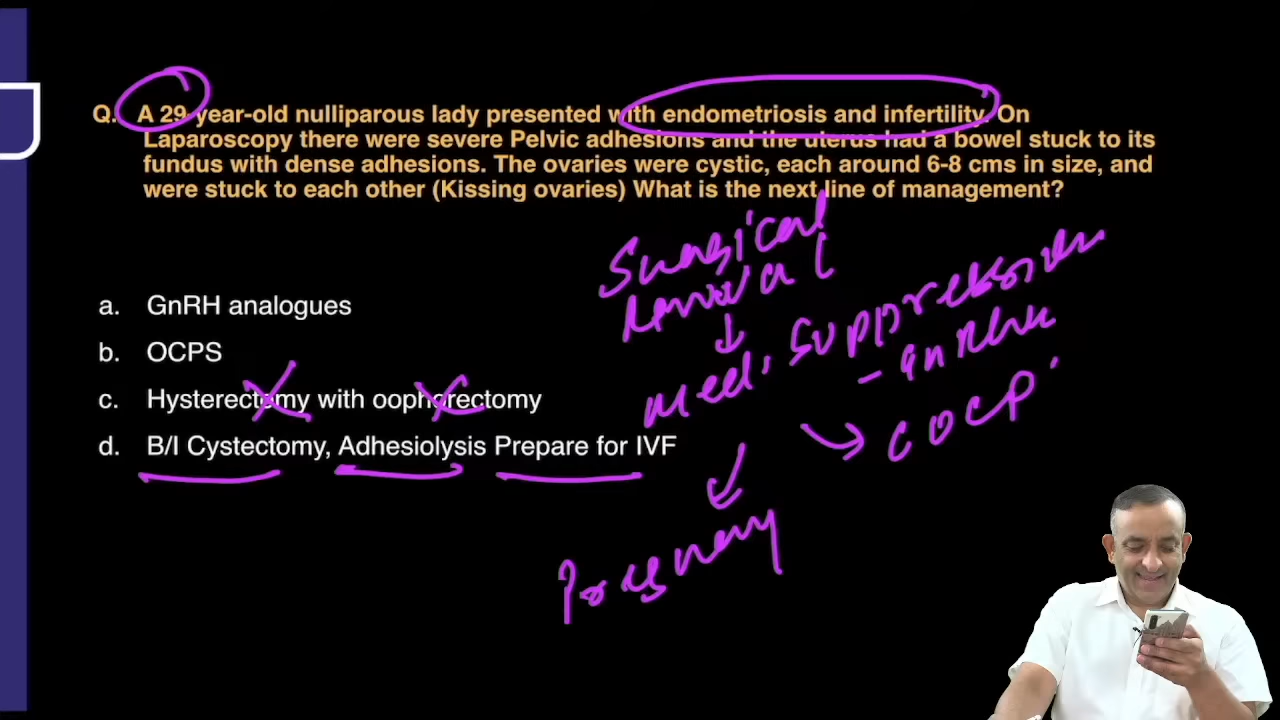 Q. A 29 year-old nulliparous lady presented with endometriosis and infertility. On
Laparoscopy there were severe Pelvic adhesions and the uterus had a bowel stuck to its
fundus with dense adhesions. The ovaries were cystic, each around 6-8 cms in size, and
were stuck to each other (Kissing ovaries) What is the next line of management?
Surgical
removal
a. GnRH analogues
b. OCPS
c. Hysterectomy with oophorectomy
d. B/I Cystectomy, Adhesiolysis Prepare for IVF
Med. suppression
- GnRHa
COCP
Pregnancy